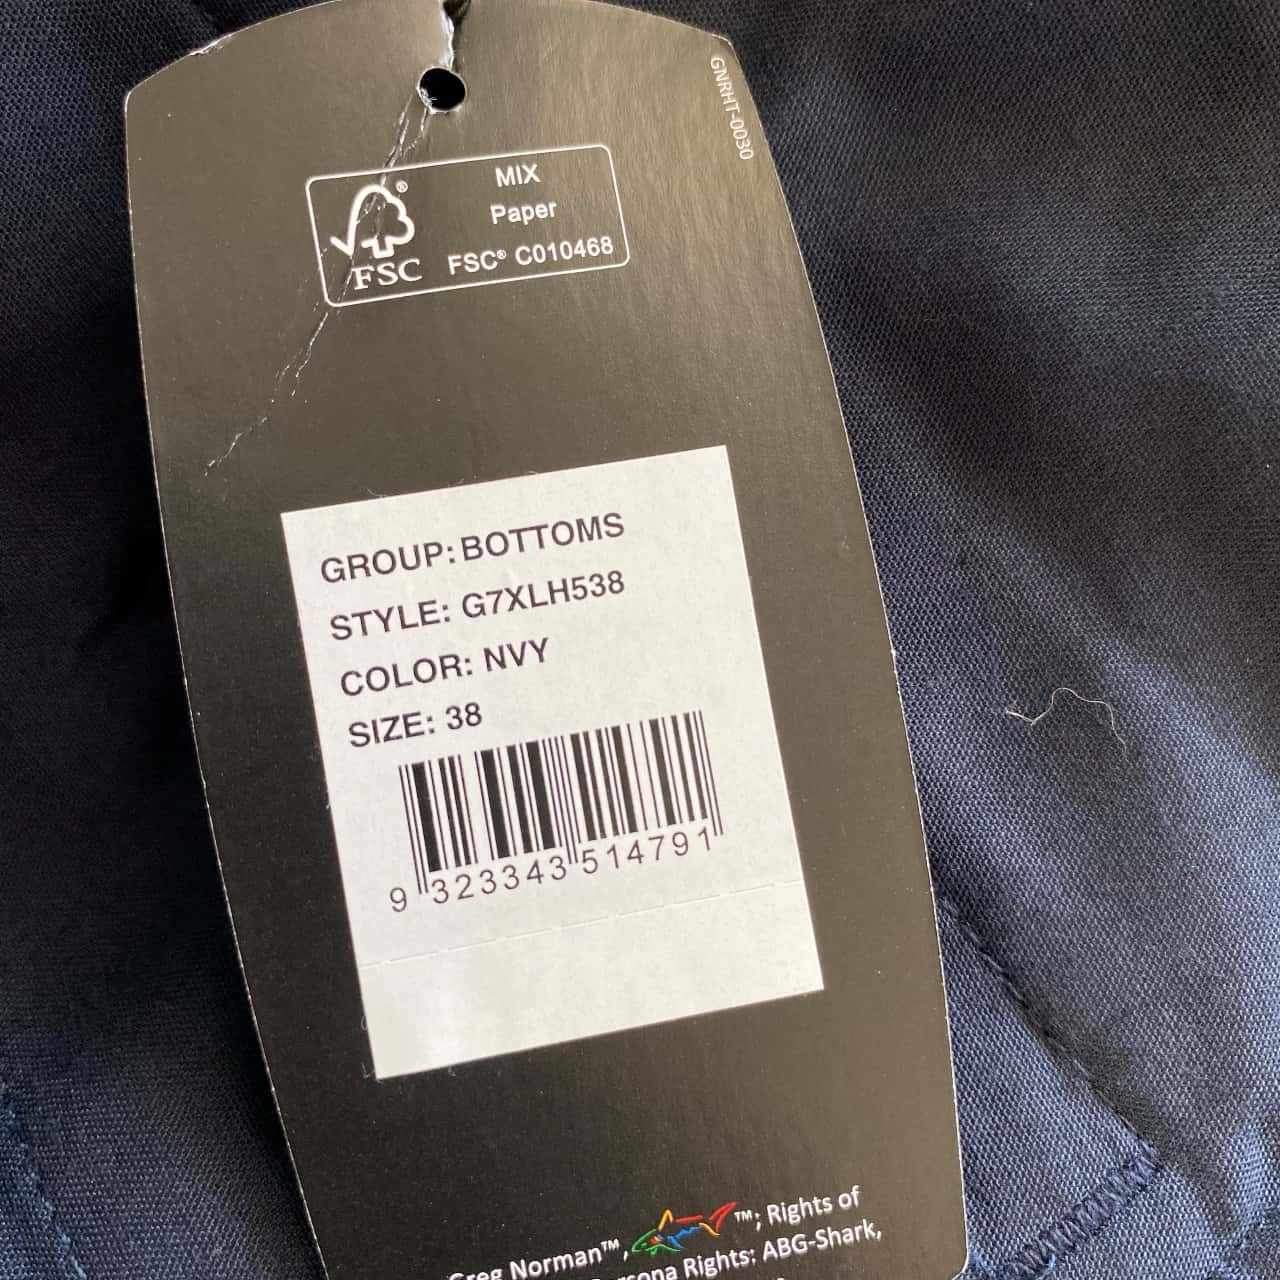 GNRHT-0030
MIX
Paper
FSC® C010468
FSC
®
GROUP: BOTTOMS
STYLE: G7XLH538
COLOR: NVY
SIZE: 38
9 323343 514791
Greg Norman™, ™; Rights of
Persona Rights: ABG-Shark,